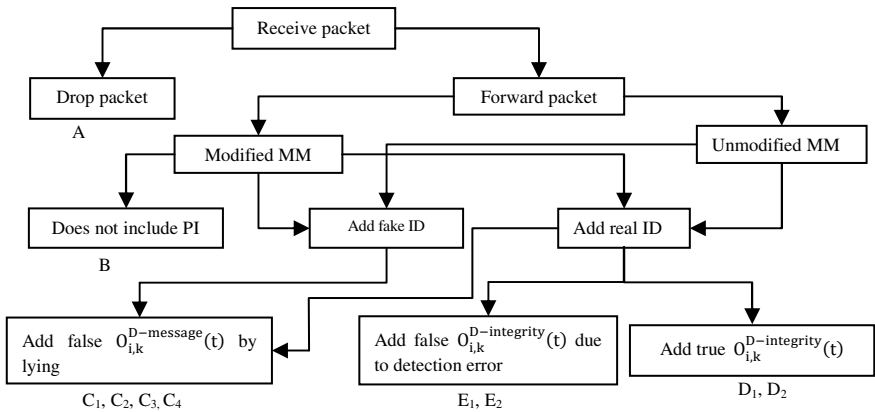 Receive packet
Drop packet
Forward packet
A
Modified MM
Unmodified MM
Does not include PI
Add fake ID
Add real ID
B
Add false O_{i,k}^{D−message}(t) by
lying
Add false O_{i,k}^{D−integrity}(t) due
to detection error
Add true O_{i,k}^{D−integrity}(t)
C₁, C₂, C₃, C₄
E₁, E₂
D₁, D₂